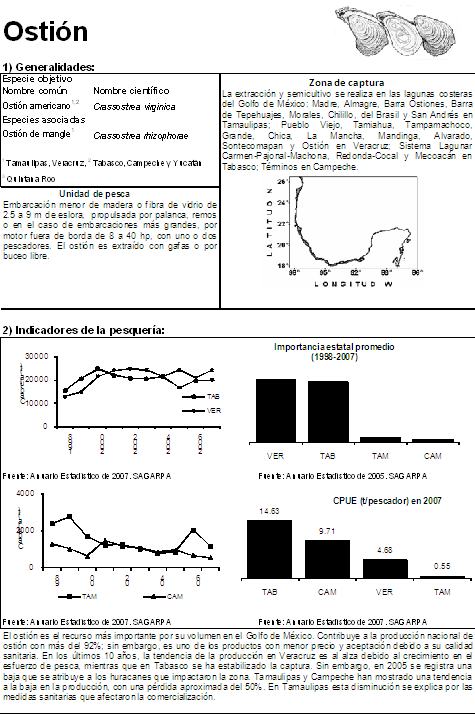 Ostión
1) Generalidades:
Especie objetivo
Nombre común Nombre científico
Ostión americano 1,2 Crassostrea virginica
Especies asociadas
Ostión de mangle 1 Crassostrea rhizophorae
1 Tamaulipas, Veracruz, 2 Tabasco, Campeche y Yucatán
Quintana Roo
Unidad de pesca
Embarcación menor de madera o fibra de vidrio de
2.5 a 9 m de eslora, propulsada por palanca, remos
o en el caso de embarcaciones más grandes, por
motor fuera de borda de 8 a 40 hp, con uno o dos
pescadores. El ostión es extraído con gafas o por
buceo libre.
Zona de captura
La extracción y semicultivo se realiza en las lagunas costeras
del Golfo de México: Madre, Almagre, Barra Ostiones, Barra
de Tepehuajes, Morales, Chilillo, del Brasil y San Andrés en
Tamaulipas; Pueblo Viejo, Tamiahua, Tampamachoco,
Grande, Chica, La Mancha, Mandinga, Alvarado,
Sontecomapan y Ostión en Veracruz; Sistema Lagunar
Carmen-Pajonal-Machona, Redonda-Cocal y Mecoacán en
Tabasco; Términos en Campeche.
26°
24°
22°
20°
18°
LATITUD N
98° 95° 92° 89° 86°
LONGITUD W
2) Indicadores de la pesquería:
30000
20000
10000
0
TAB
VER
Fuente: Anuario Estadístico de 2007. SAGARPA
Importancia estatal promedio
(1998-2007)
VER TAB TAM CAM
Fuente: Anuario Estadístico de 2005. SAGARPA
4000
2000
0
TAM CAM
Fuente: Anuario Estadístico de 2007. SAGARPA
CPUE (t/pescador) en 2007
14.63
9.71
4.68
0.55
TAB CAM VER TAM
Fuente: Anuario Estadístico de 2007. SAGARPA
El ostión es el recurso más importante por su volumen en el Golfo de México. Contribuye a la producción nacional de
ostión con más del 92%; sin embargo, es uno de los productos con menor precio y aceptación debido a su calidad
sanitaria. En los últimos 10 años, la tendencia de la producción en Veracruz es al alza debido al crecimiento en el
esfuerzo de pesca, mientras que en Tabasco se ha estabilizado la captura. Sin embargo, en 2005 se registra una
baja que se atribuye a los huracanes que impactaron la zona. Tamaulipas y Campeche han mostrado una tendencia
a la baja en la producción, con una pérdida aproximada del 50%. En Tamaulipas esta disminución se explica por las
medidas sanitarias que afectaron la comercialización.